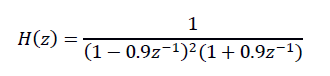 H(z) = 1 / ((1 − 0.9z⁻¹)²(1 + 0.9z⁻¹))